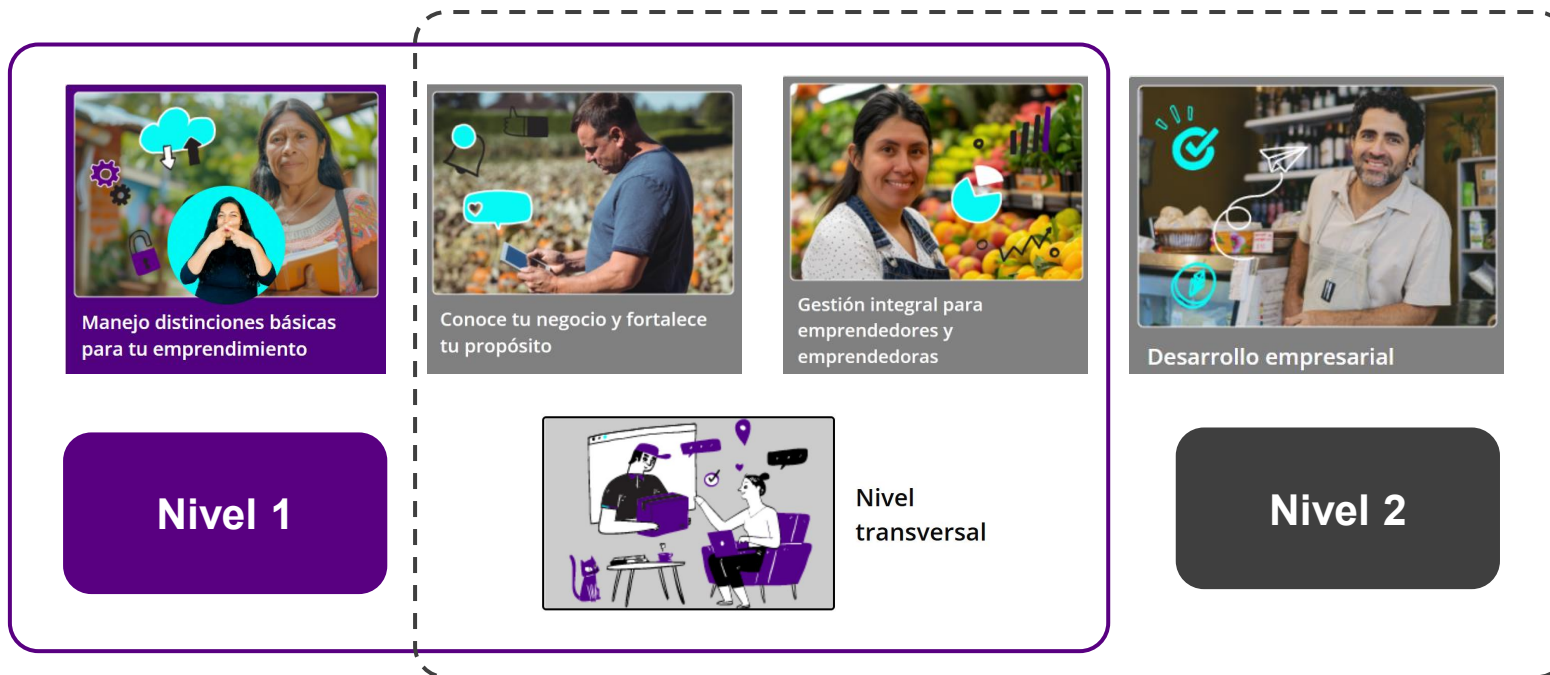 Manejo distinciones básicas
para tu emprendimiento
Conoce tu negocio y fortalece
tu propósito
Gestión integral para
emprendedores y
emprendedoras
Desarrollo empresarial
Nivel 1
Nivel
transversal
Nivel 2